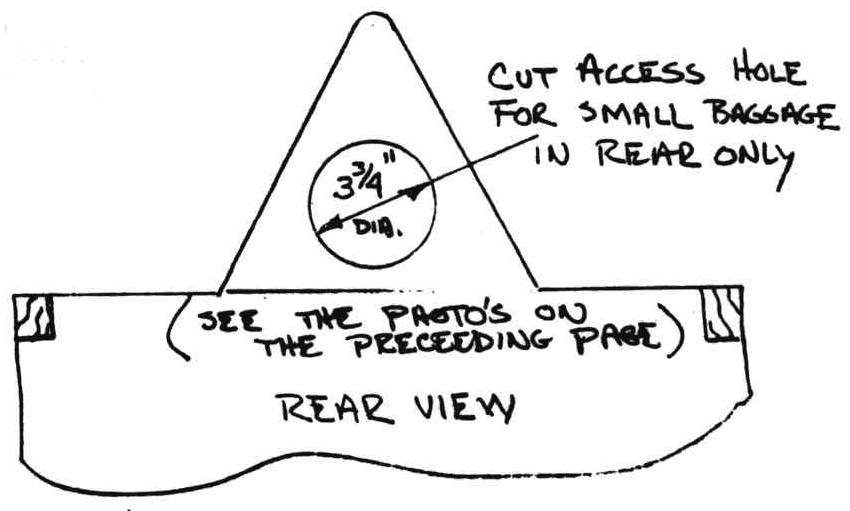 CUT ACCESS HOLE
FOR SMALL BAGGAGE
IN REAR ONLY
3 3/4"
DIA.
(SEE THE PHOTO'S ON
THE PRECEEDING PAGE)
REAR VIEW